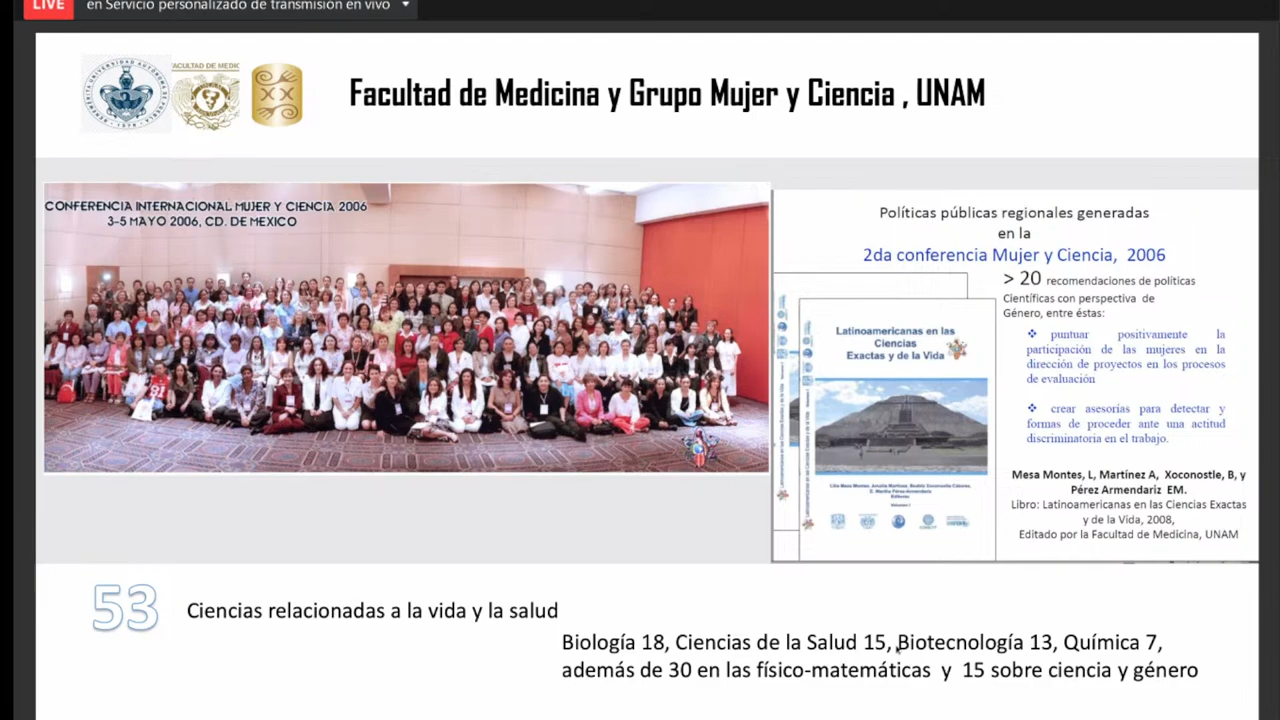 LIVE en Servicio personalizado de transmisión en vivo
FACULTAD DE MEDIC
Facultad de Medicina y Grupo Mujer y Ciencia , UNAM
CONFERENCIA INTERNACIONAL MUJER Y CIENCIA 2006
3-5 MAYO 2006, CD. DE MEXICO
Políticas públicas regionales generadas
en la
2da conferencia Mujer y Ciencia, 2006
> 20 recomendaciones de políticas
Científicas con perspectiva de
Género, entre éstas:
❖ puntuar positivamente la
participación de las mujeres en la
dirección de proyectos en los procesos
de evaluación
❖ crear asesorías para detectar y
formas de proceder ante una actitud
discriminatoria en el trabajo.
Mesa Montes, L, Martínez A, Xoconostle, B, y
Pérez Armendariz EM.
Libro: Latinoamericanas en las Ciencias Exactas
y de la Vida, 2008,
Editado por la Facultad de Medicina, UNAM
Latinoamericanas en las
Ciencias
Exactas y de la Vida
Editores
Volumen I
53 Ciencias relacionadas a la vida y la salud
Biología 18, Ciencias de la Salud 15, Biotecnología 13, Química 7,
además de 30 en las físico-matemáticas y 15 sobre ciencia y género